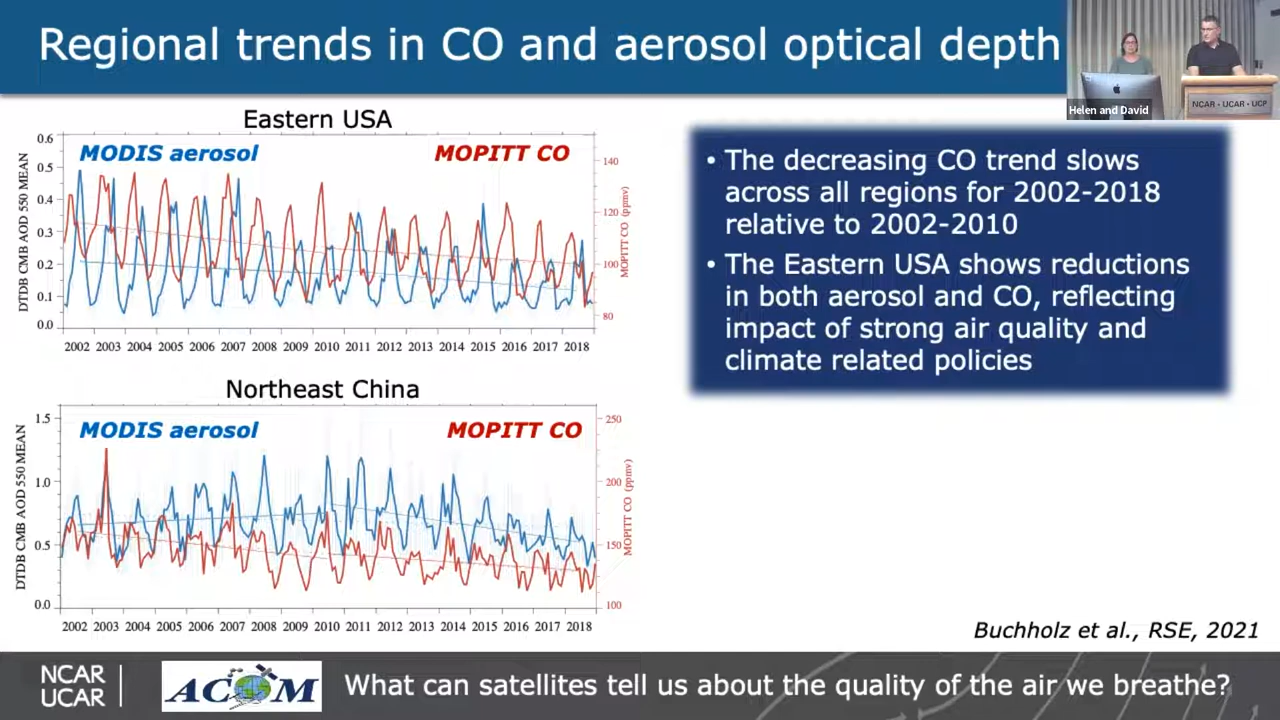 Regional trends in CO and aerosol optical depth
Helen and David
NCAR • UCAR • UCP
Eastern USA
MODIS aerosol
MOPITT CO
DTDB CMB AOD 550 MEAN
0.6
0.5
0.4
0.3
0.2
0.1
0.0
140
120
100
80
MOPITT CO (ppmv)
2002 2003 2004 2005 2006 2007 2008 2009 2010 2011 2012 2013 2014 2015 2016 2017 2018
Northeast China
MODIS aerosol
MOPITT CO
DTDB CMB AOD 550 MEAN
1.5
1.0
0.5
0.0
250
200
150
100
MOPITT CO (ppmv)
2002 2003 2004 2005 2006 2007 2008 2009 2010 2011 2012 2013 2014 2015 2016 2017 2018
• The decreasing CO trend slows
across all regions for 2002-2018
relative to 2002-2010
• The Eastern USA shows reductions
in both aerosol and CO, reflecting
impact of strong air quality and
climate related policies
Buchholz et al., RSE, 2021
NCAR
UCAR
ACOM
What can satellites tell us about the quality of the air we breathe?